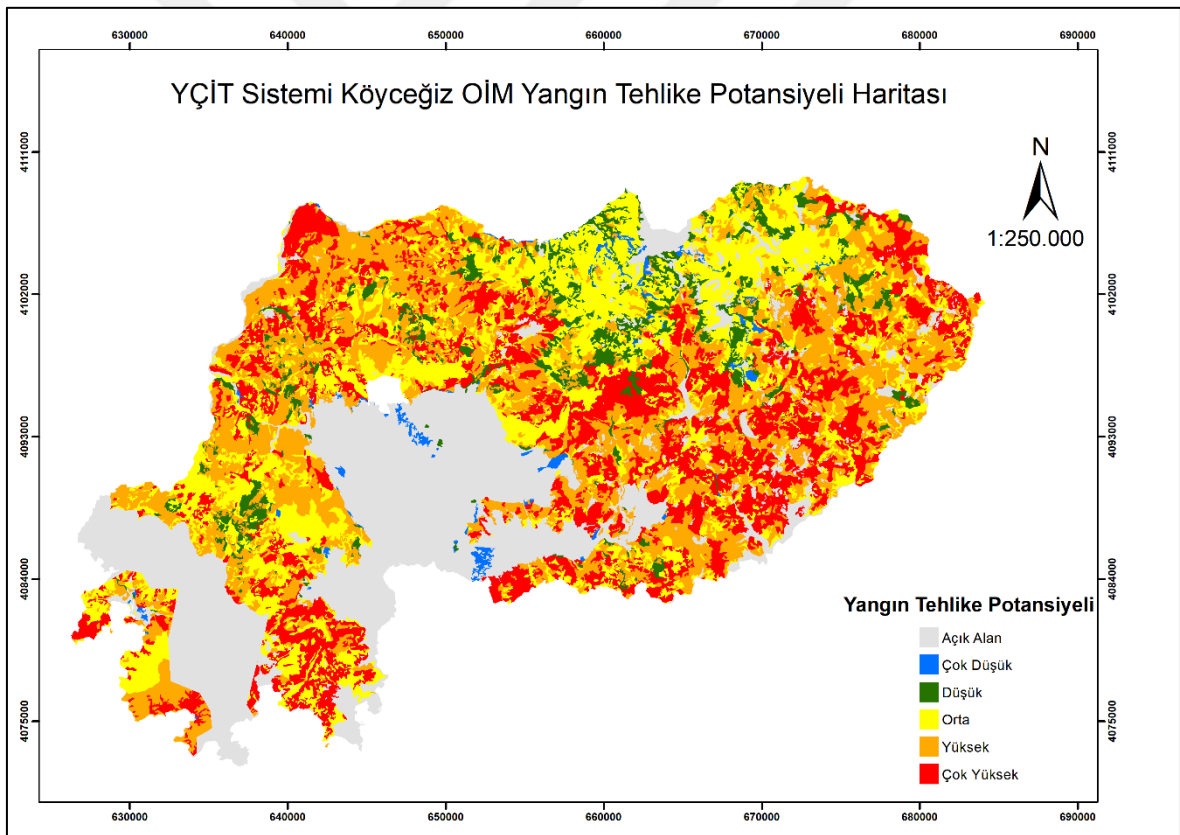 630000 640000 650000 660000 670000 680000 690000
YÇİT Sistemi Köyceğiz OİM Yangın Tehlike Potansiyeli Haritası
4111000 4111000
N
1:250.000
4102000 4102000
4093000 4093000
4084000 4084000
Yangın Tehlike Potansiyeli
Açık Alan
Çok Düşük
Düşük
Orta
Yüksek
Çok Yüksek
4075000 4075000
630000 640000 650000 660000 670000 680000 690000